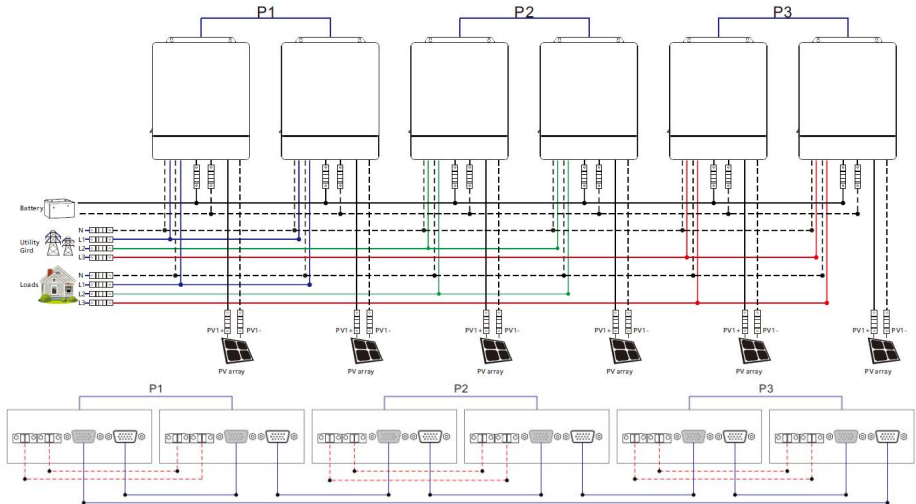 P1 P2 P3
Battery
N
Utility L1
Gird L2
L3
N
Loads L1
L2
L3
PV1+ PV1- PV1+ PV1- PV1+ PV1- PV1+ PV1- PV1+ PV1- PV1+ PV1-
PV array PV array PV array PV array PV array PV array
P1 P2 P3